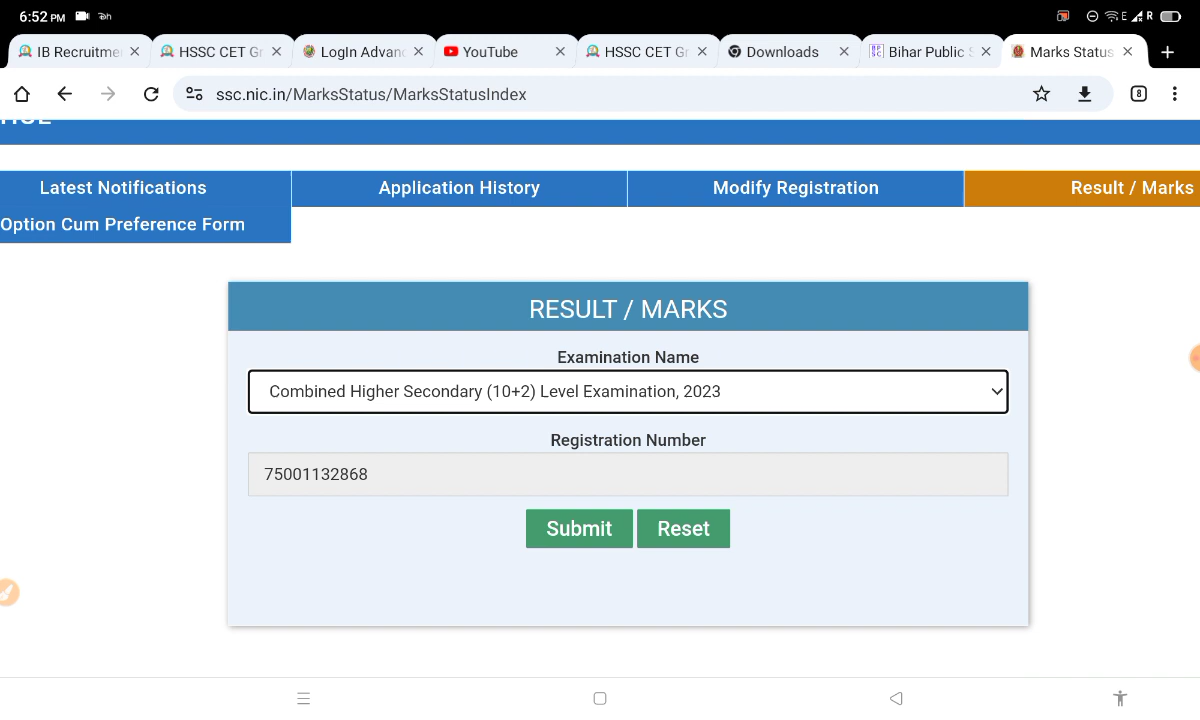 6:52 PM
E R
IB Recruitme
HSSC CET Gr
LogIn Advanc
YouTube
HSSC CET Gr
Downloads
Bihar Public S
Marks Status
ssc.nic.in/MarksStatus/MarksStatusIndex
8
Latest Notifications
Application History
Modify Registration
Result / Marks
Option Cum Preference Form
RESULT / MARKS
Examination Name
Combined Higher Secondary (10+2) Level Examination, 2023
Registration Number
75001132868
Submit
Reset